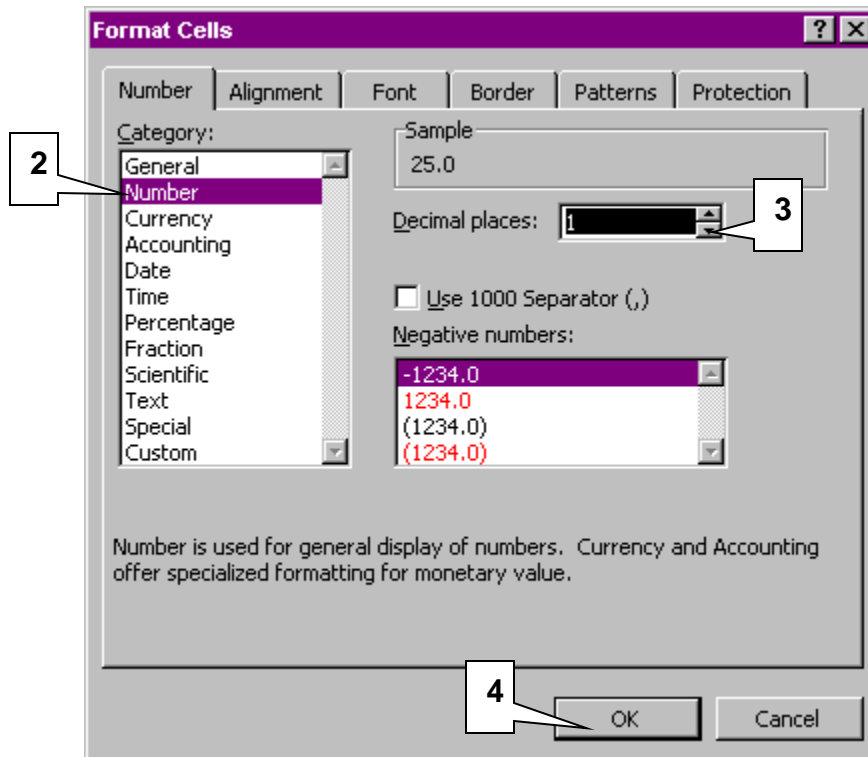 Format Cells
Number Alignment Font Border Patterns Protection
Category:
General
Number
Currency
Accounting
Date
Time
Percentage
Fraction
Scientific
Text
Special
Custom
2
Sample
25.0
Decimal places: 1
3
Use 1000 Separator (,)
Negative numbers:
-1234.0
1234.0
(1234.0)
(1234.0)
Number is used for general display of numbers. Currency and Accounting
offer specialized formatting for monetary value.
4
OK Cancel